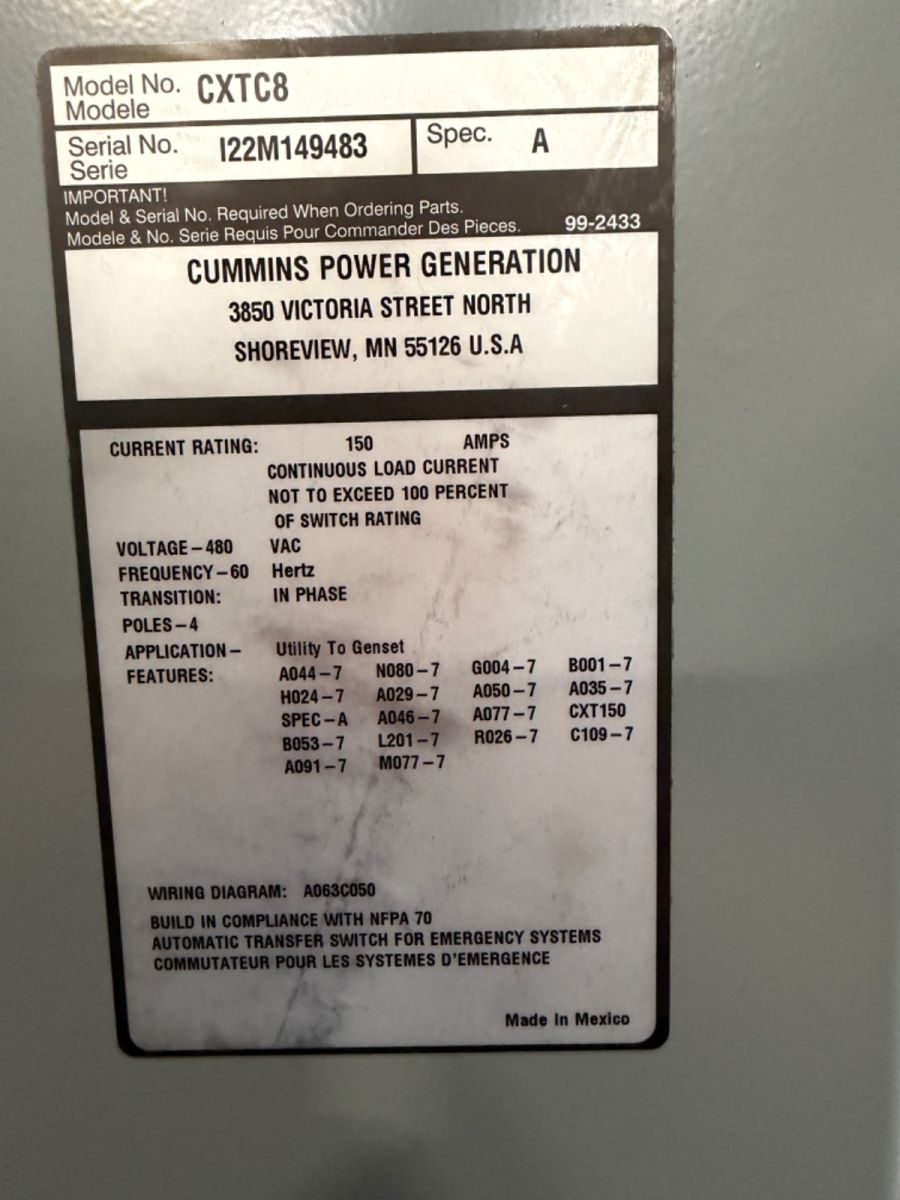 Model No. CXTC8
Modele
Serial No. I22M149483 Spec. A
Serie
IMPORTANT!
Model & Serial No. Required When Ordering Parts.
Modele & No. Serie Requis Pour Commander Des Pieces. 99-2433
CUMMINS POWER GENERATION
3850 VICTORIA STREET NORTH
SHOREVIEW, MN 55126 U.S.A
CURRENT RATING: 150 AMPS
CONTINUOUS LOAD CURRENT
NOT TO EXCEED 100 PERCENT
OF SWITCH RATING
VOLTAGE-480 VAC
FREQUENCY-60 Hertz
TRANSITION: IN PHASE
POLES-4
APPLICATION- Utility To Genset
FEATURES: A044-7 N080-7 G004-7 B001-7
H024-7 A029-7 A050-7 A035-7
SPEC-A A046-7 A077-7 CXT150
B053-7 L201-7 R026-7 C109-7
A091-7 M077-7
WIRING DIAGRAM: A063C050
BUILD IN COMPLIANCE WITH NFPA 70
AUTOMATIC TRANSFER SWITCH FOR EMERGENCY SYSTEMS
COMMUTATEUR POUR LES SYSTEMES D'EMERGENCE
Made In Mexico